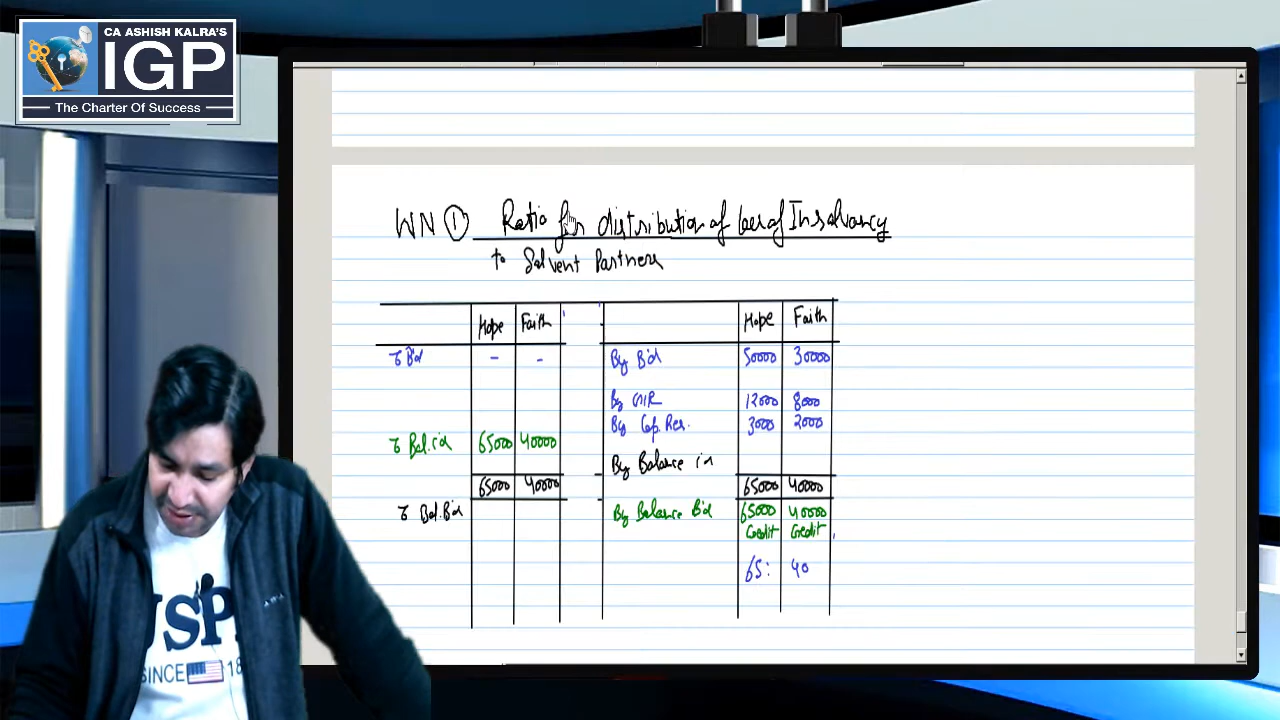 CA ASHISH KALRA'S
IGP
The Charter Of Success
WN ① Ratio for distribution of loss of Insolvency
to Solvent Partners
Hope Faith Hope Faith
To B/d - - By B/d 50000 30000
By G/R 12000 8000
By Cap. Res. 3000 2000
To Bal. c/d 65000 40000
By Balance c/d
65000 40000 65000 40000
To Bal. B/d By Balance B/d 65000 40000
Credit Credit
65: 40
USP
SINCE 18